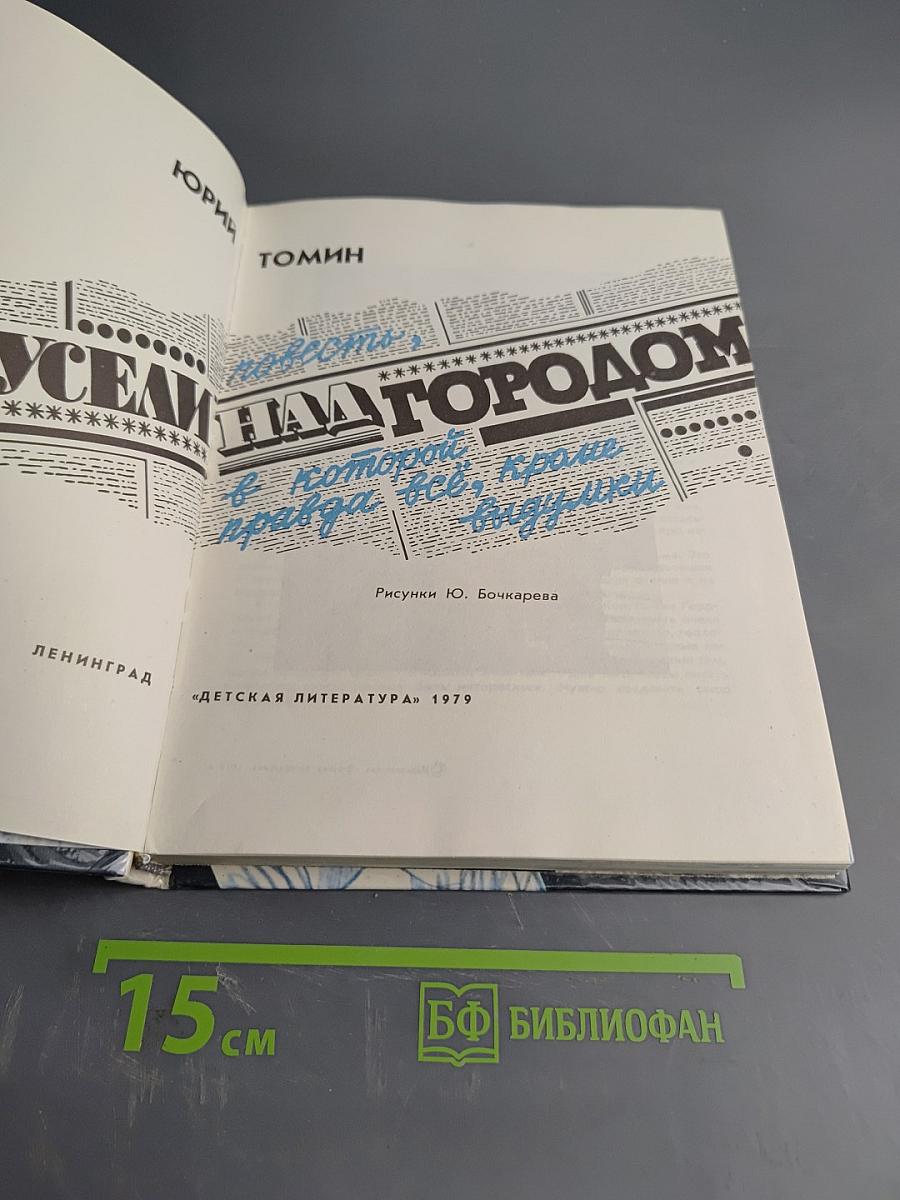 ЮРИЙ ТОМИН
повесть,
УСЕЛИ НАД ГОРОДОМ
в которой
правда всё, кроме
выдумки
Рисунки Ю. Бочкарева
ЛЕНИНГРАД
«ДЕТСКАЯ ЛИТЕРАТУРА» 1979
15 см
БФ БИБЛИОФАН